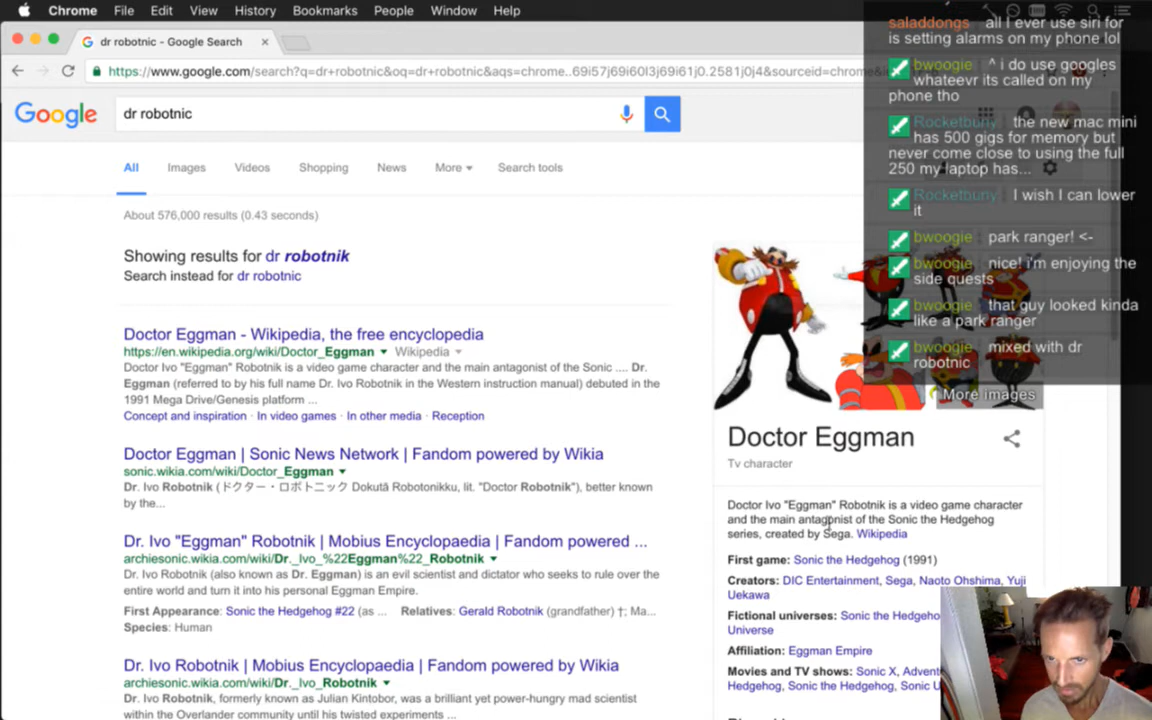 Chrome File Edit View History Bookmarks People Window Help
dr robotnic - Google Search
https://www.google.com/search?q=dr+robotnic&oq=dr+robotnic&aqs=chrome..69i57j69i60l3j69i61j0.2581j0j4&sourceid=chrome&ie
Google
dr robotnic
All Images Videos Shopping News More Search tools
About 576,000 results (0.43 seconds)
Showing results for dr robotnik
Search instead for dr robotnic
Doctor Eggman - Wikipedia, the free encyclopedia
https://en.wikipedia.org/wiki/Doctor_Eggman Wikipedia
Doctor Ivo "Eggman" Robotnik is a video game character and the main antagonist of the Sonic .... Dr.
Eggman (referred to by his full name Dr. Ivo Robotnik in the Western instruction manual) debuted in the
1991 Mega Drive/Genesis platform ...
Concept and inspiration · In video games · In other media · Reception
Doctor Eggman | Sonic News Network | Fandom powered by Wikia
sonic.wikia.com/wiki/Doctor_Eggman
Dr. Ivo Robotnik (ドクター・ロボトニック Dokutā Robotonikku, lit. "Doctor Robotnik"), better known
by the...
Dr. Ivo "Eggman" Robotnik | Mobius Encyclopaedia | Fandom powered ...
archiesonic.wikia.com/wiki/Dr._Ivo_%22Eggman%22_Robotnik
Dr. Ivo Robotnik (also known as Dr. Eggman) is an evil scientist and dictator who seeks to rule over the
entire world and turn it into his personal Eggman Empire.
First Appearance: Sonic the Hedgehog #22 (as ... Relatives: Gerald Robotnik (grandfather) †; Ma...
Species: Human
Dr. Ivo Robotnik | Mobius Encyclopaedia | Fandom powered by Wikia
archiesonic.wikia.com/wiki/Dr._Ivo_Robotnik
Dr. Ivo Robotnik, formerly known as Julian Kintobor, was a brilliant yet power-hungry mad scientist
within the Overlander community until his twisted experiments ...
More images
Doctor Eggman
Tv character
Doctor Ivo "Eggman" Robotnik is a video game character
and the main antagonist of the Sonic the Hedgehog
series, created by Sega. Wikipedia
First game: Sonic the Hedgehog (1991)
Creators: DIC Entertainment, Sega, Naoto Ohshima, Yuji
Uekawa
Fictional universes: Sonic the Hedgehog
Universe
Affiliation: Eggman Empire
Movies and TV shows: Sonic X,
Hedgehog, Sonic the Hedgehog, Sonic
saladdongs all I ever use siri for
is setting alarms on my phone lol
bwoogie ^ i do use googles
whateevr its called on my
phone tho
Rocketbuny the new mac mini
has 500 gigs for memory but
never come close to using the full
250 my laptop has...
Rocketbuny I wish I can lower
it
bwoogie park ranger! <-
bwoogie nice! i'm enjoying the
side quests
bwoogie that guy looked kinda
like a park ranger
bwoogie mixed with dr
robotnic